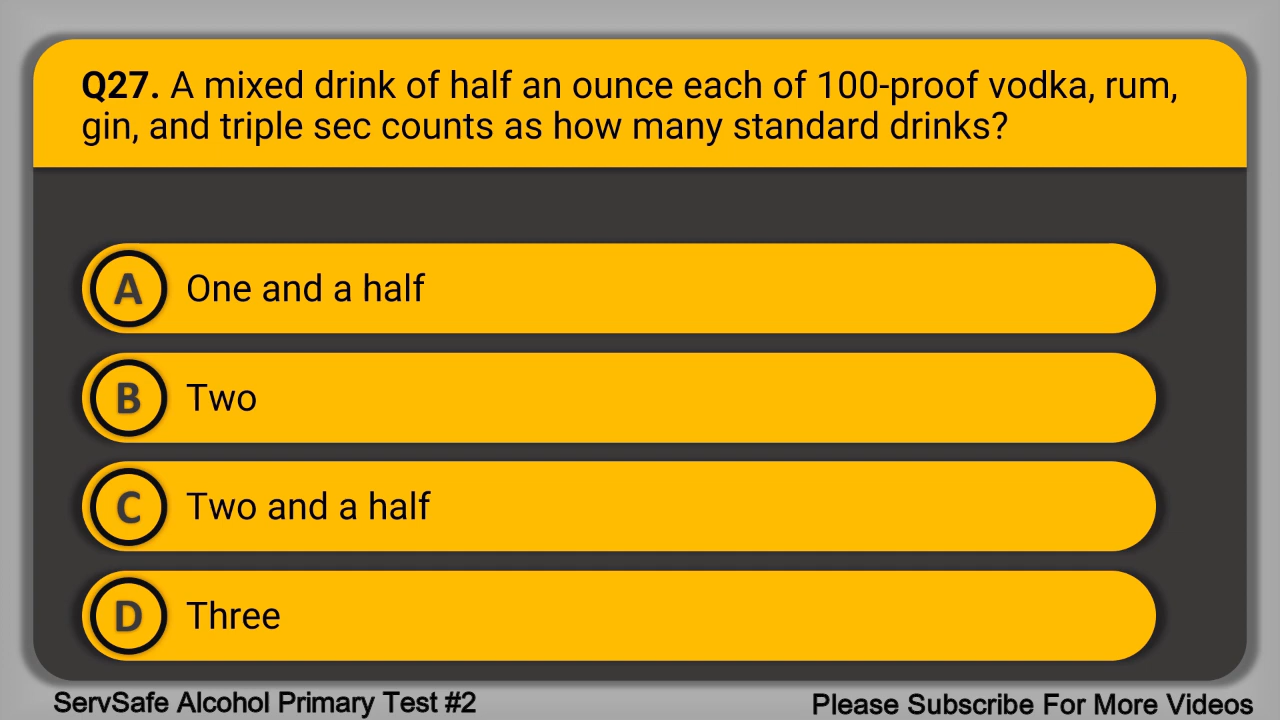 Q27. A mixed drink of half an ounce each of 100-proof vodka, rum,
gin, and triple sec counts as how many standard drinks?
A One and a half
B Two
C Two and a half
D Three
ServSafe Alcohol Primary Test #2
Please Subscribe For More Videos